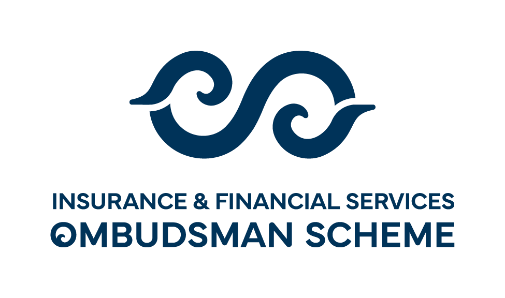 INSURANCE & FINANCIAL SERVICES
OMBUDSMAN SCHEME